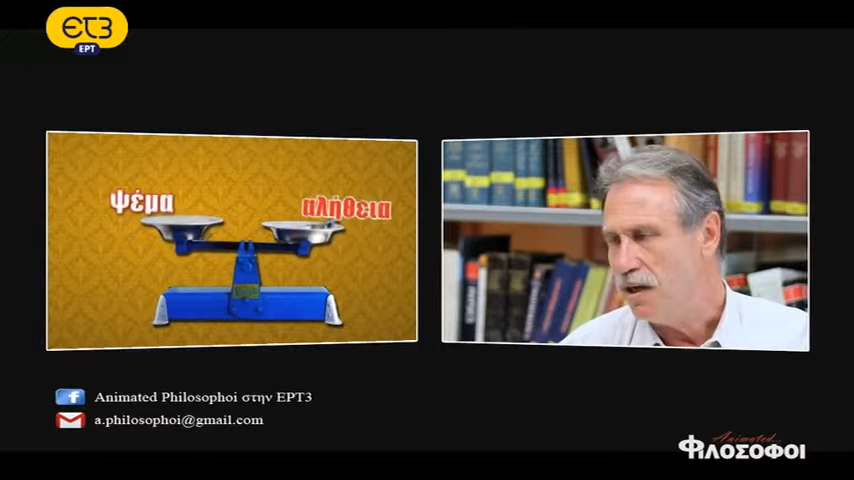 ετ3
ΕΡΤ
ψέμα
αλήθεια
Animated Philosophoi στην ΕΡΤ3
a.philosophoi@gmail.com
Animated...
ΦΙΛΟΣΟΦΟΙ